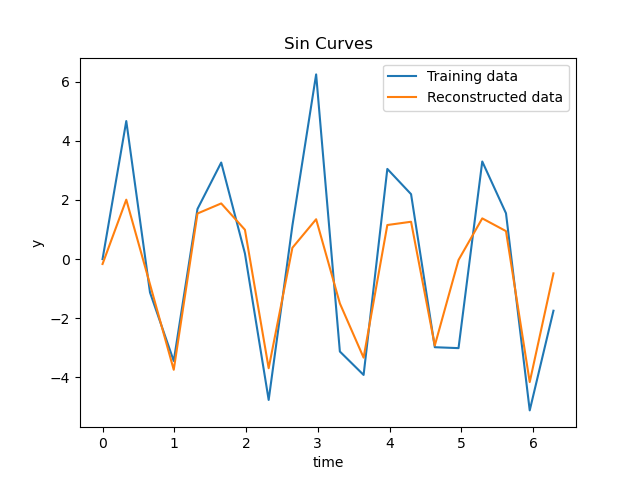 Sin Curves
Training data
Reconstructed data
y
6
4
2
0
−2
−4
0 1 2 3 4 5 6
time